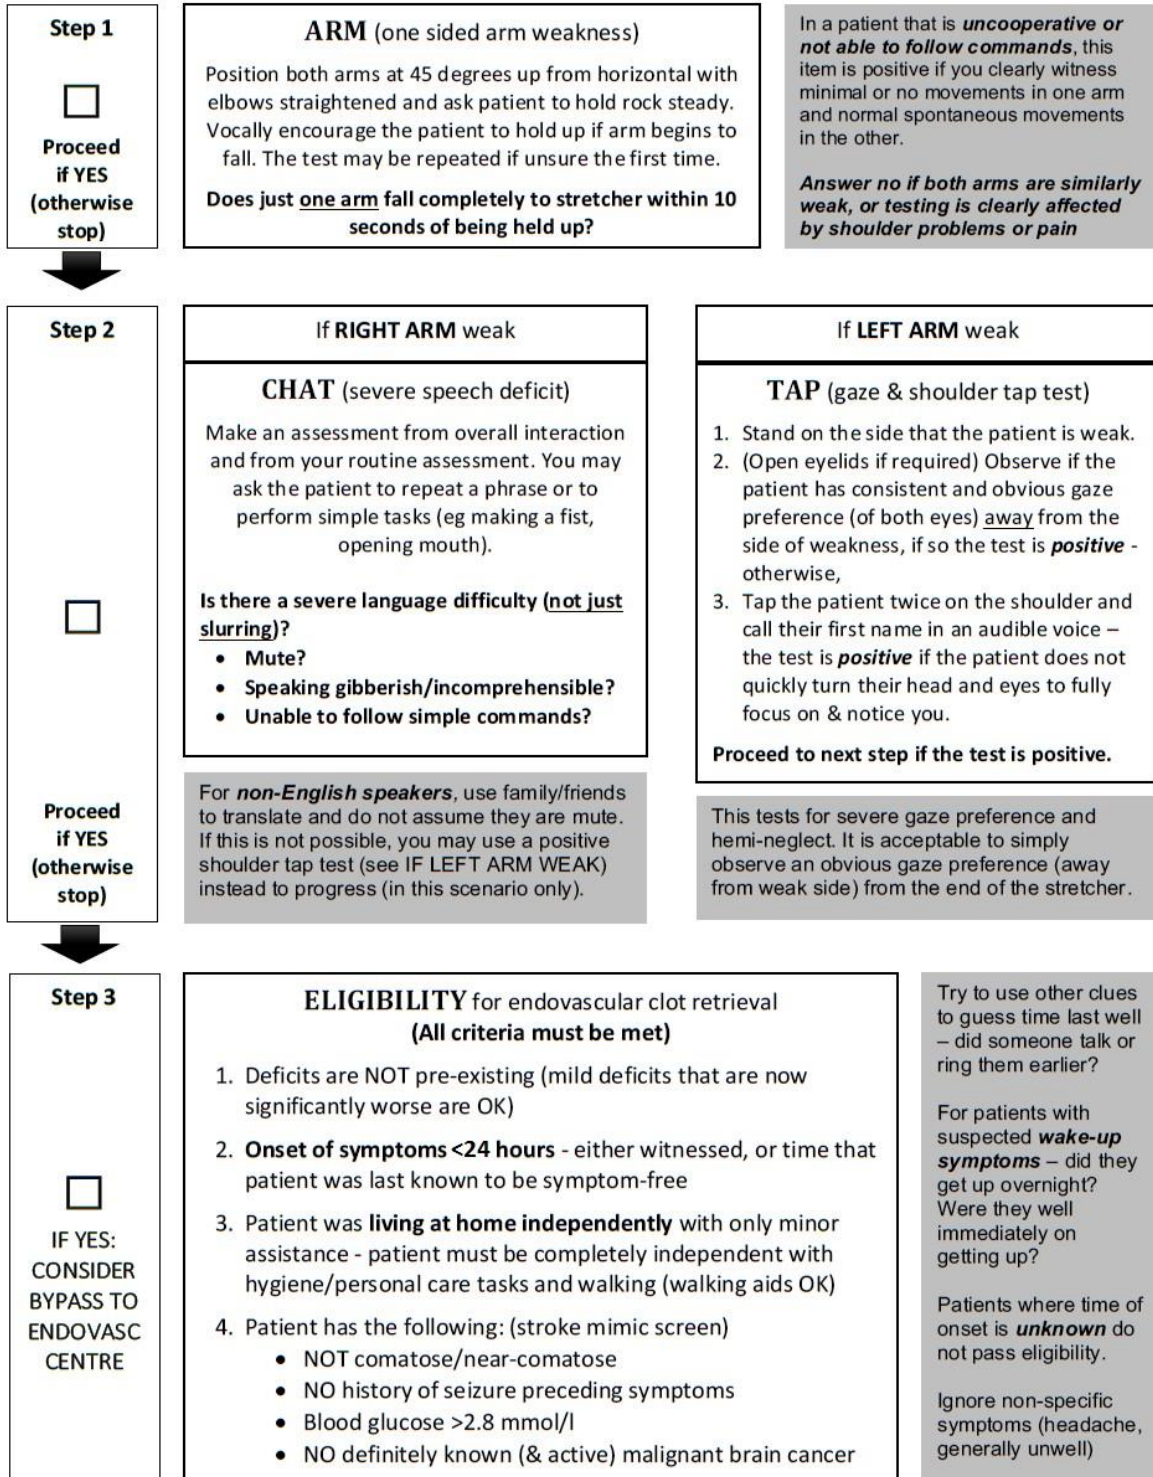 Step 1
Proceed
if YES
(otherwise
stop)
ARM (one sided arm weakness)
Position both arms at 45 degrees up from horizontal with
elbows straightened and ask patient to hold rock steady.
Vocally encourage the patient to hold up if arm begins to
fall. The test may be repeated if unsure the first time.
Does just one arm fall completely to stretcher within 10
seconds of being held up?
In a patient that is uncooperative or
not able to follow commands, this
item is positive if you clearly witness
minimal or no movements in one arm
and normal spontaneous movements
in the other.
Answer no if both arms are similarly
weak, or testing is clearly affected
by shoulder problems or pain
Step 2
Proceed
if YES
(otherwise
stop)
If RIGHT ARM weak
CHAT (severe speech deficit)
Make an assessment from overall interaction
and from your routine assessment. You may
ask the patient to repeat a phrase or to
perform simple tasks (eg making a fist,
opening mouth).
Is there a severe language difficulty (not just
slurring)?
• Mute?
• Speaking gibberish/incomprehensible?
• Unable to follow simple commands?
For non-English speakers, use family/friends
to translate and do not assume they are mute.
If this is not possible, you may use a positive
shoulder tap test (see IF LEFT ARM WEAK)
instead to progress (in this scenario only).
If LEFT ARM weak
TAP (gaze & shoulder tap test)
1. Stand on the side that the patient is weak.
2. (Open eyelids if required) Observe if the
patient has consistent and obvious gaze
preference (of both eyes) away from the
side of weakness, if so the test is positive -
otherwise,
3. Tap the patient twice on the shoulder and
call their first name in an audible voice –
the test is positive if the patient does not
quickly turn their head and eyes to fully
focus on & notice you.
Proceed to next step if the test is positive.
This tests for severe gaze preference and
hemi-neglect. It is acceptable to simply
observe an obvious gaze preference (away
from weak side) from the end of the stretcher.
Step 3
IF YES:
CONSIDER
BYPASS TO
ENDOVASC
CENTRE
ELIGIBILITY for endovascular clot retrieval
(All criteria must be met)
1. Deficits are NOT pre-existing (mild deficits that are now
significantly worse are OK)
2. Onset of symptoms <24 hours - either witnessed, or time that
patient was last known to be symptom-free
3. Patient was living at home independently with only minor
assistance - patient must be completely independent with
hygiene/personal care tasks and walking (walking aids OK)
4. Patient has the following: (stroke mimic screen)
• NOT comatose/near-comatose
• NO history of seizure preceding symptoms
• Blood glucose >2.8 mmol/l
• NO definitely known (& active) malignant brain cancer
Try to use other clues
to guess time last well
– did someone talk or
ring them earlier?
For patients with
suspected wake-up
symptoms – did they
get up overnight?
Were they well
immediately on
getting up?
Patients where time of
onset is unknown do
not pass eligibility.
Ignore non-specific
symptoms (headache,
generally unwell)